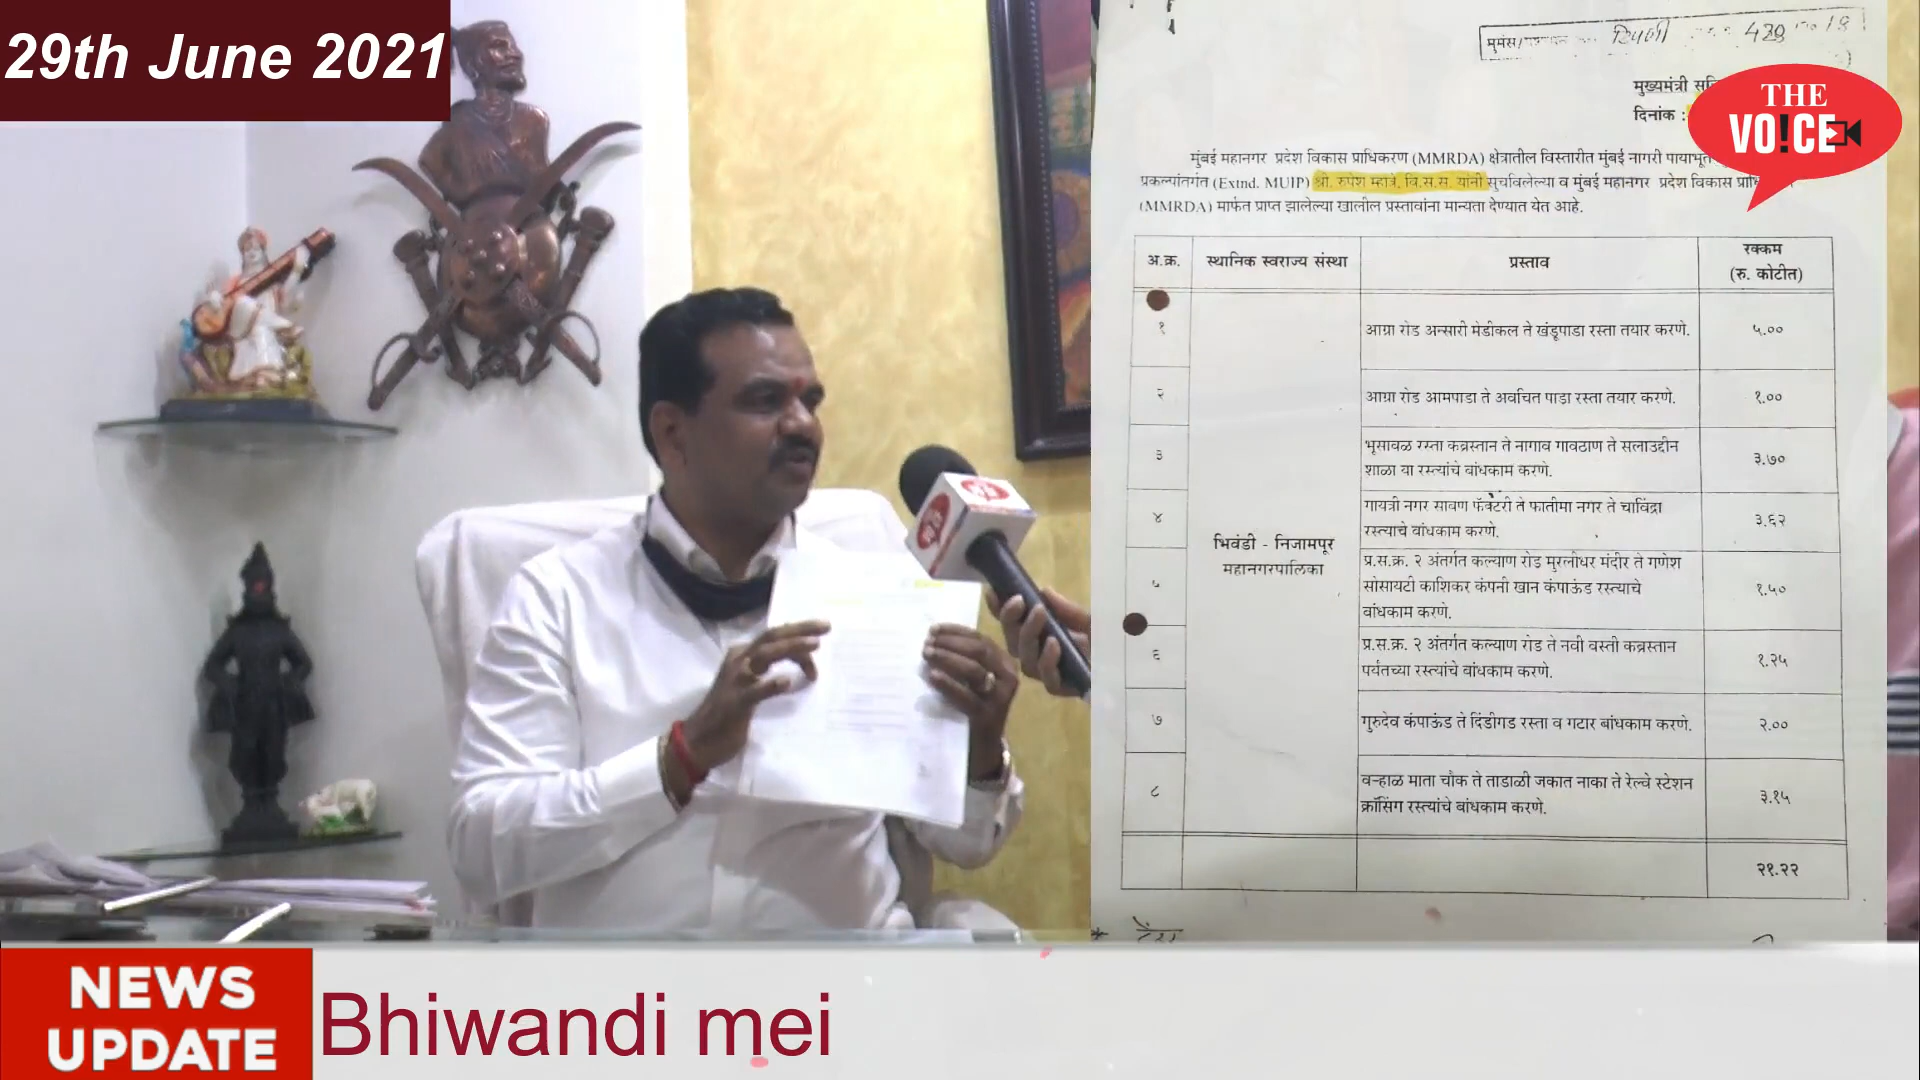 29th June 2021
टिपणी
मुख्यमंत्री
THE
VO!CE
दिनांक :
मुंबई महानगर प्रदेश विकास प्राधिकरण (MMRDA) क्षेत्रातील विस्तारीत मुंबई नागरी
प्रकल्पांतर्गत (Extnd. MUIP) श्री. रुपेश म्हात्रे, वि.स.स. यांनी सुचविलेल्या व मुंबई महानगर प्रदेश विकास
(MMRDA) मार्फत प्राप्त झालेल्या खालील प्रस्तावांना मान्यता देण्यात येत आहे.
अ.क्र. स्थानिक स्वराज्य संस्था प्रस्ताव रक्कम
(रु. कोटीत)
१ आग्रा रोड अन्सारी मेडीकल ते खंडूपाडा रस्ता तयार करणे. ५.००
२ आग्रा रोड आमपाडा ते अवचित पाडा रस्ता तयार करणे. १.००
३ भूसावळ रस्ता कब्रस्तान ते नागाव गावठाण ते सलाउद्दीन
शाळा या रस्त्यांचे बांधकाम करणे. ३.७०
४ गायत्री नगर सावण फॅक्टरी ते फातीमा नगर ते चाविंद्रा
रस्त्याचे बांधकाम करणे. ३.६२
भिवंडी - निजामपूर
महानगरपालिका
५ प्र.स.क्र. २ अंतर्गत कल्याण रोड मुरलीधर मंदीर ते गणेश
सोसायटी काशिकर कंपनी खान कंपाऊंड रस्त्याचे
बांधकाम करणे. १.५०
६ प्र.स.क्र. २ अंतर्गत कल्याण रोड ते नवी वस्ती कब्रस्तान
पर्यंतच्या रस्त्यांचे बांधकाम करणे. १.२५
७ गुरुदेव कंपाऊंड ते दिंडीगड रस्ता व गटार बांधकाम करणे. २.००
८ वऱ्हाळ माता चौक ते ताडाळी जकात नाका ते रेल्वे स्टेशन
क्रॉसिंग रस्त्यांचे बांधकाम करणे. ३.१५
२१.२२
NEWS
UPDATE
Bhiwandi mei